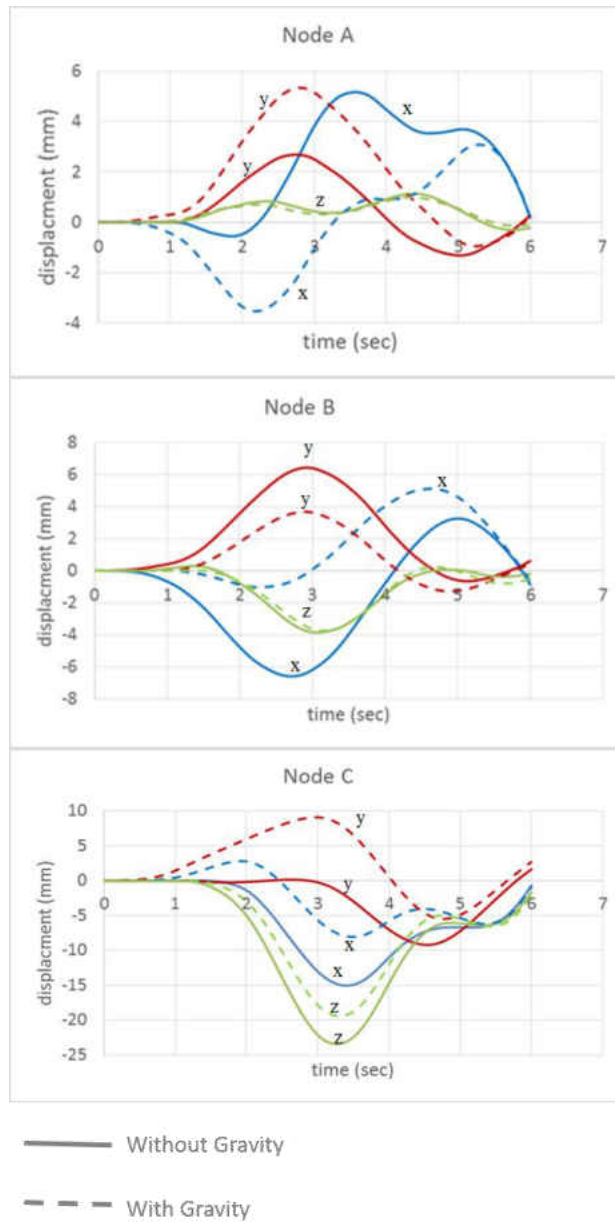 Node A
displacment (mm)
6
4
2
0
-2
-4
0 1 2 3 4 5 6
y
x
y
z
x
time (sec)
Node B
displacment (mm)
8
6
4
2
0
-2
-4
-6
-8
0 1 2 3 4 5 6
y
x
y
z
x
time (sec)
Node C
displacment (mm)
10
5
0
-5
-10
-15
-20
-25
0 1 2 3 4 5 6
y
y
x
x
z
z
time (sec)
Without Gravity
With Gravity